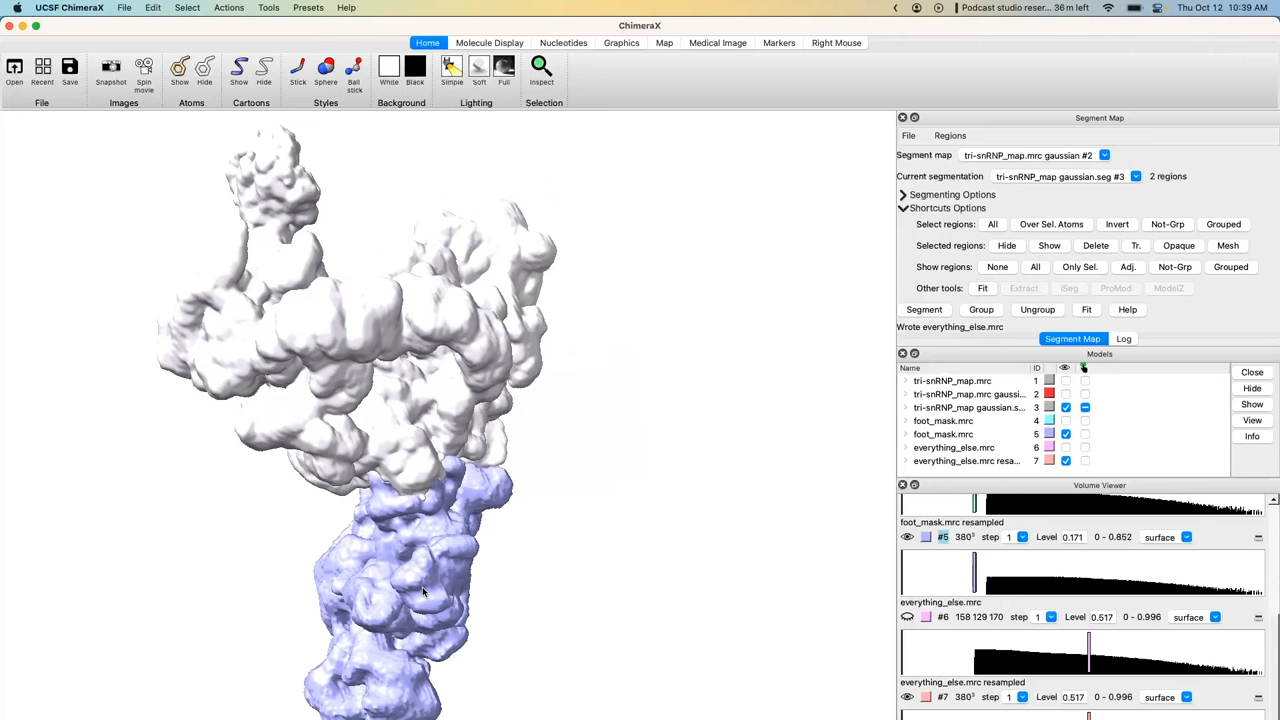 UCSF ChimeraX File Edit Select Actions Tools Presets Help Podcast studio reser... 36 m left Thu Oct 12 10:39 AM
ChimeraX
Home Molecule Display Nucleotides Graphics Map Medical Image Markers Right Mouse
Open Recent Save Snapshot Spin movie Show Hide Show Hide Stick Sphere Ball stick White Black Simple Soft Full Inspect
File Images Atoms Cartoons Styles Background Lighting Selection
Segment Map
File Regions
Segment map tri-snRNP_map.mrc gaussian #2
Current segmentation tri-snRNP_map gaussian.seg #3 2 regions
Segmenting Options
Shortcuts Options
Select regions: All Over Sel. Atoms Invert Not-Grp Grouped
Selected regions: Hide Show Delete Tr. Opaque Mesh
Show regions: None All Only Sel. Adj. Not-Grp Grouped
Other tools: Fit Extract iSeg ProMod ModelZ
Segment Group Ungroup Fit Help
Wrote everything_else.mrc
Segment Map Log
Models
Name ID
tri-snRNP_map.mrc 1
tri-snRNP_map.mrc gaussi... 2
tri-snRNP_map gaussian.s... 3
foot_mask.mrc 4
foot_mask.mrc 5
everything_else.mrc 6
everything_else.mrc resa... 7
Close
Hide
Show
View
Info
Volume Viewer
foot_mask.mrc resampled
#5 380³ step 1 Level 0.171 0 - 0.852 surface
everything_else.mrc
#6 158 129 170 step 1 Level 0.517 0 - 0.996 surface
everything_else.mrc resampled
#7 380³ step 1 Level 0.517 0 - 0.996 surface